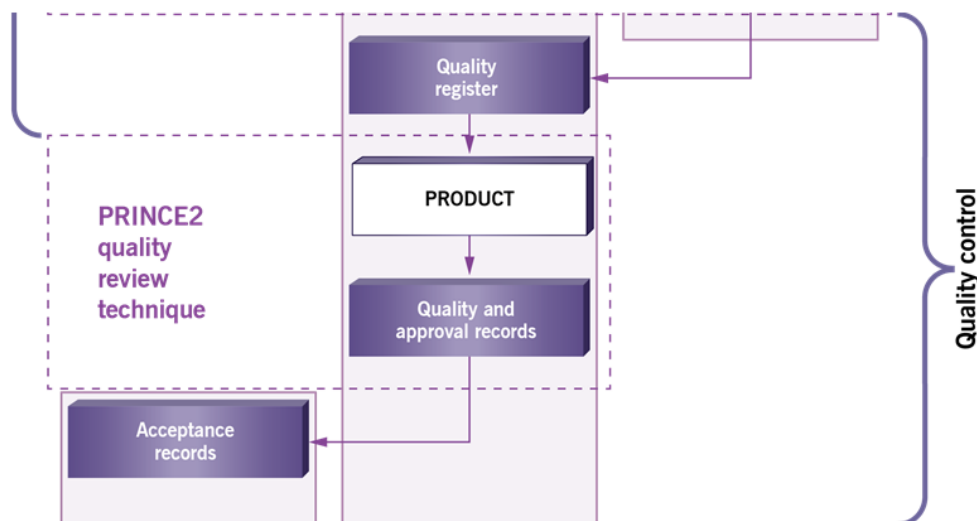 Quality
register
PRODUCT
PRINCE2
quality
review
technique
Quality and
approval records
Acceptance
records
Quality control